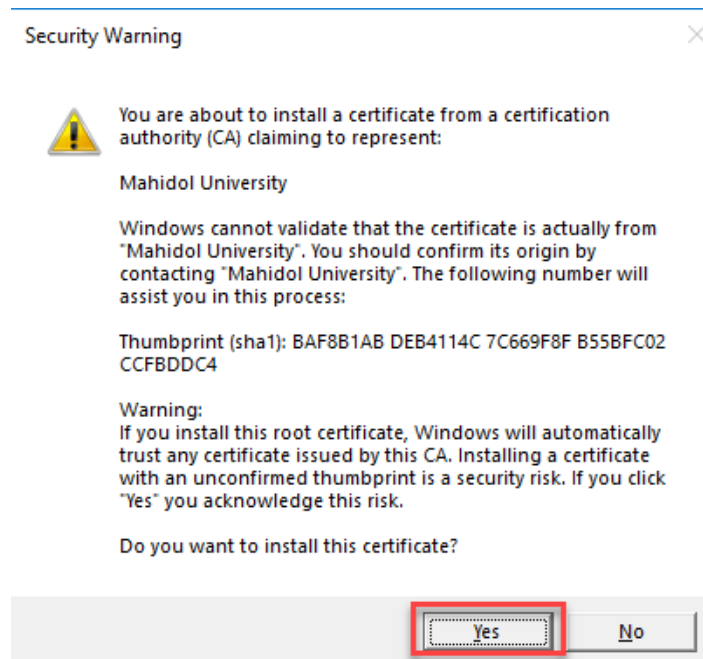 Security Warning
You are about to install a certificate from a certification
authority (CA) claiming to represent:
Mahidol University
Windows cannot validate that the certificate is actually from
"Mahidol University". You should confirm its origin by
contacting "Mahidol University". The following number will
assist you in this process:
Thumbprint (sha1): BAF8B1AB DEB4114C 7C669F8F B55BFC02
CCFBDDC4
Warning:
If you install this root certificate, Windows will automatically
trust any certificate issued by this CA. Installing a certificate
with an unconfirmed thumbprint is a security risk. If you click
"Yes" you acknowledge this risk.
Do you want to install this certificate?
Yes No